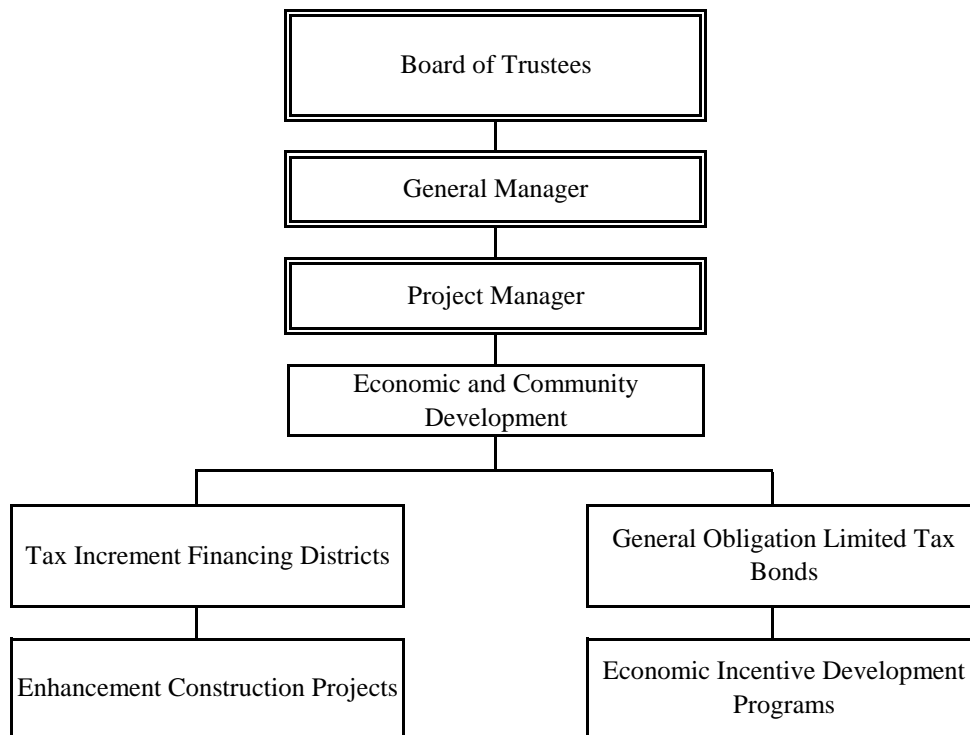 Board of Trustees
General Manager
Project Manager
Economic and Community
Development
Tax Increment Financing Districts
General Obligation Limited Tax
Bonds
Enhancement Construction Projects
Economic Incentive Development
Programs